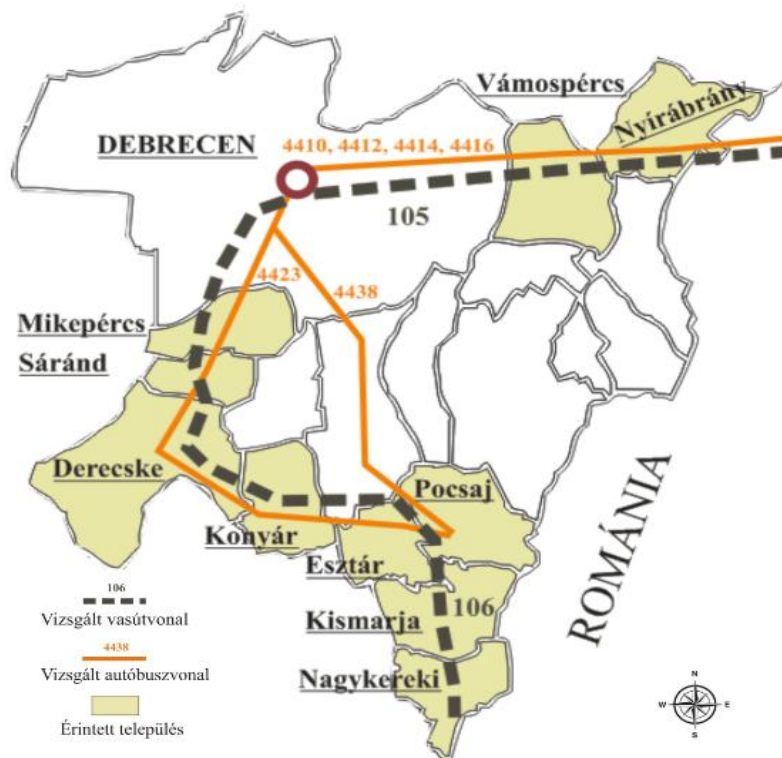 Vámospércs
Nyírábrány
DEBRECEN
4410, 4412, 4414, 4416
105
4423
4438
Mikepércs
Sáránd
Derecske
Pocsaj
Konyár
Esztár
ROMÁNIA
106
Kismarja
Nagykereki
106
Vizsgált vasútvonal
4438
Vizsgált autóbuszvonal
Érintett település
N
W
E
S